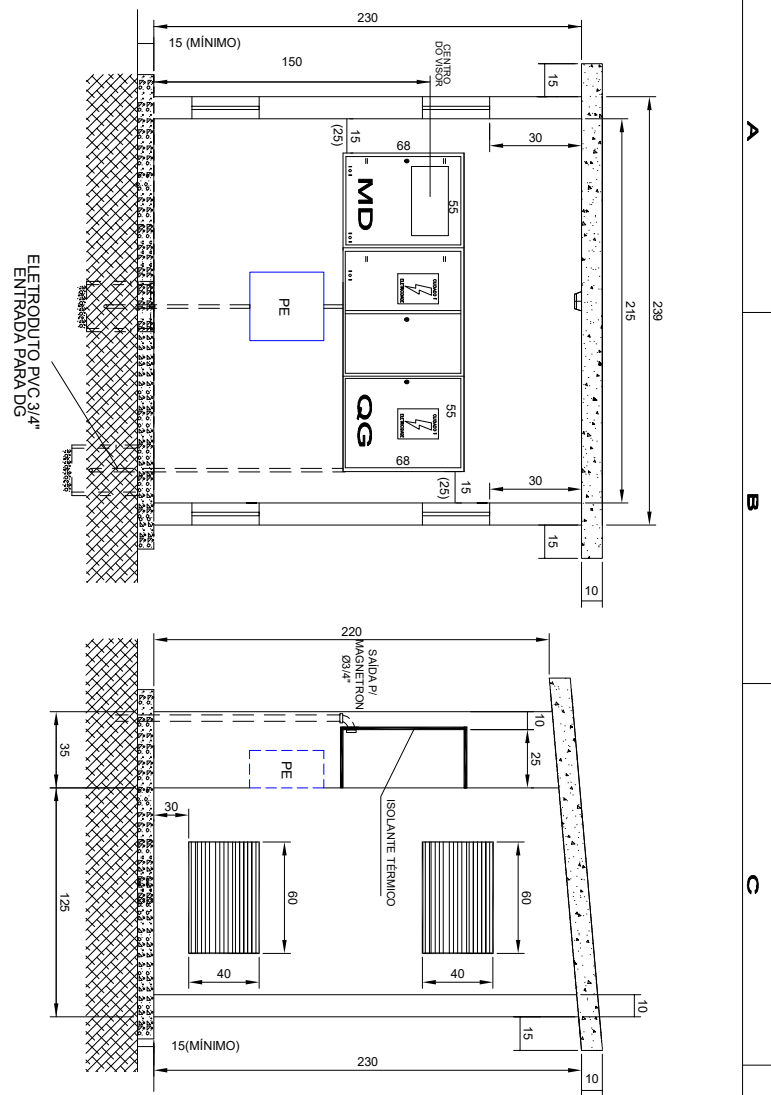 A
B
C
230
15 (MÍNIMO)
150
CENTRO
DO VISOR
15
30
239
215
15
(25)
68
55
MD
QUADRO E
ELETRICIDADE
PE
QG
55
68
15
(25)
30
15
10
ELETRODUTO PVC 3/4"
ENTRADA PARA DG
220
SAÍDA P/
MAGNETRON
Ø3/4"
10
25
35
PE
ISOLANTE TÉRMICO
30
60
60
40
40
125
10
15
15(MÍNIMO)
230
10